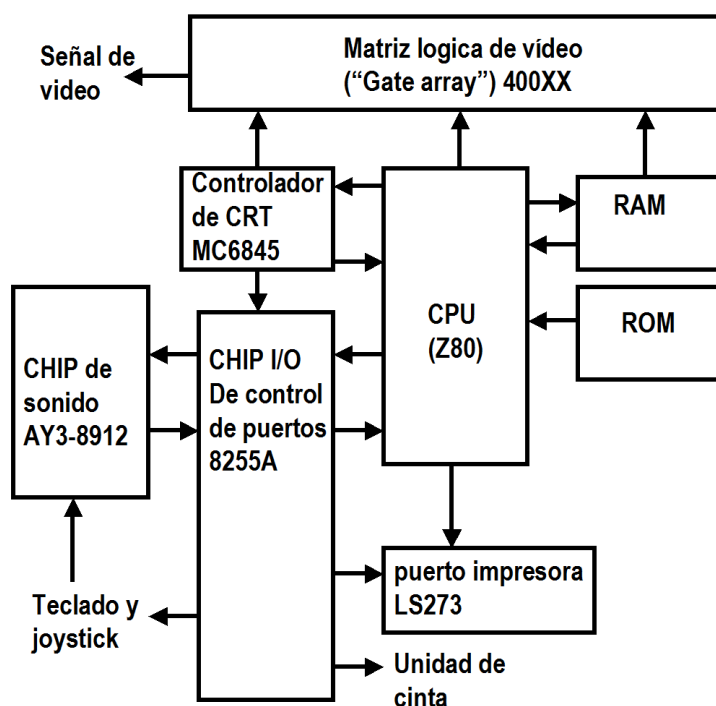 Señal de
video
Matriz logica de vídeo
(“Gate array”) 400XX
Controlador
de CRT
MC6845
RAM
CPU
(Z80)
ROM
CHIP de
sonido
AY3-8912
CHIP I/O
De control
de puertos
8255A
puerto impresora
LS273
Teclado y
joystick
Unidad de
cinta